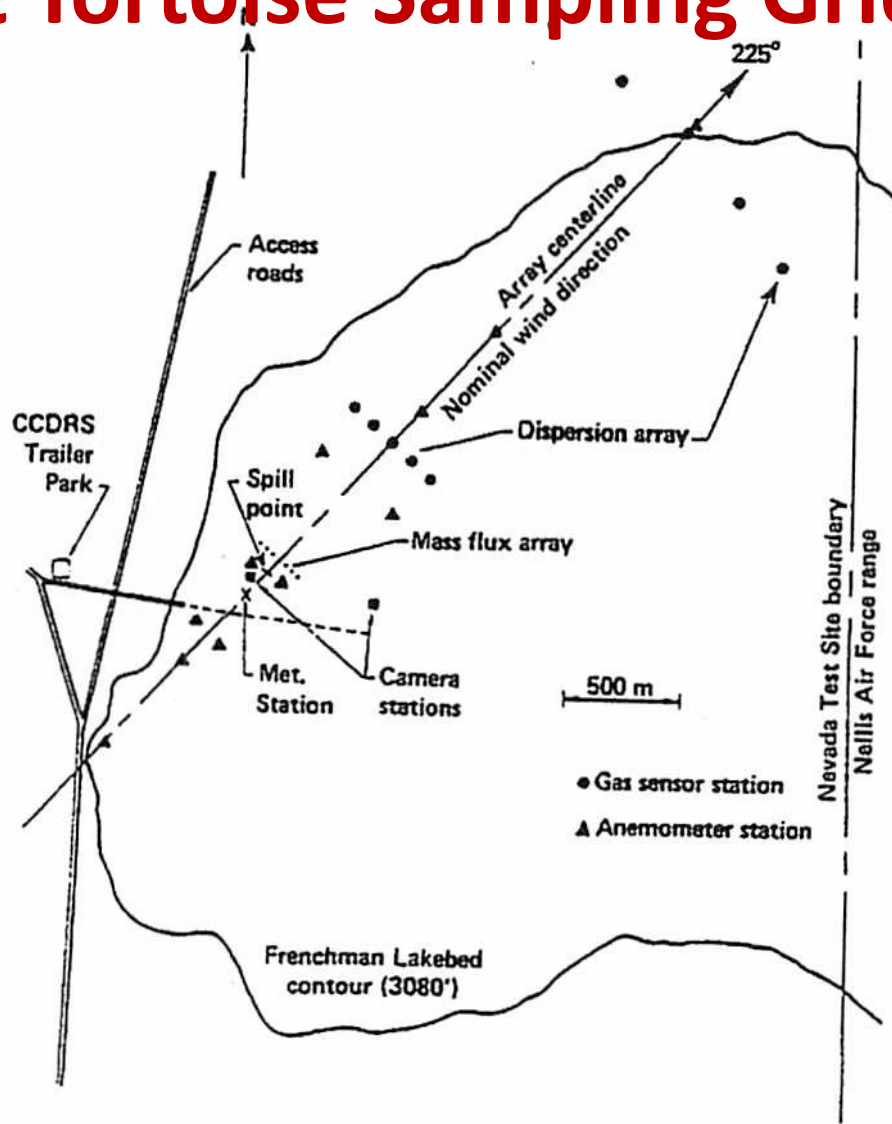 Tortoise Sampling
N
225°
Access
roads
Array centerline
Nominal wind direction
CCDRS
Trailer
Park
Spill
point
Dispersion array
Mass flux array
Met.
Station
Camera
stations
500 m
Nevada Test Site boundary
Nellis Air Force range
Gas sensor station
Anemometer station
Frenchman Lakebed
contour (3080')